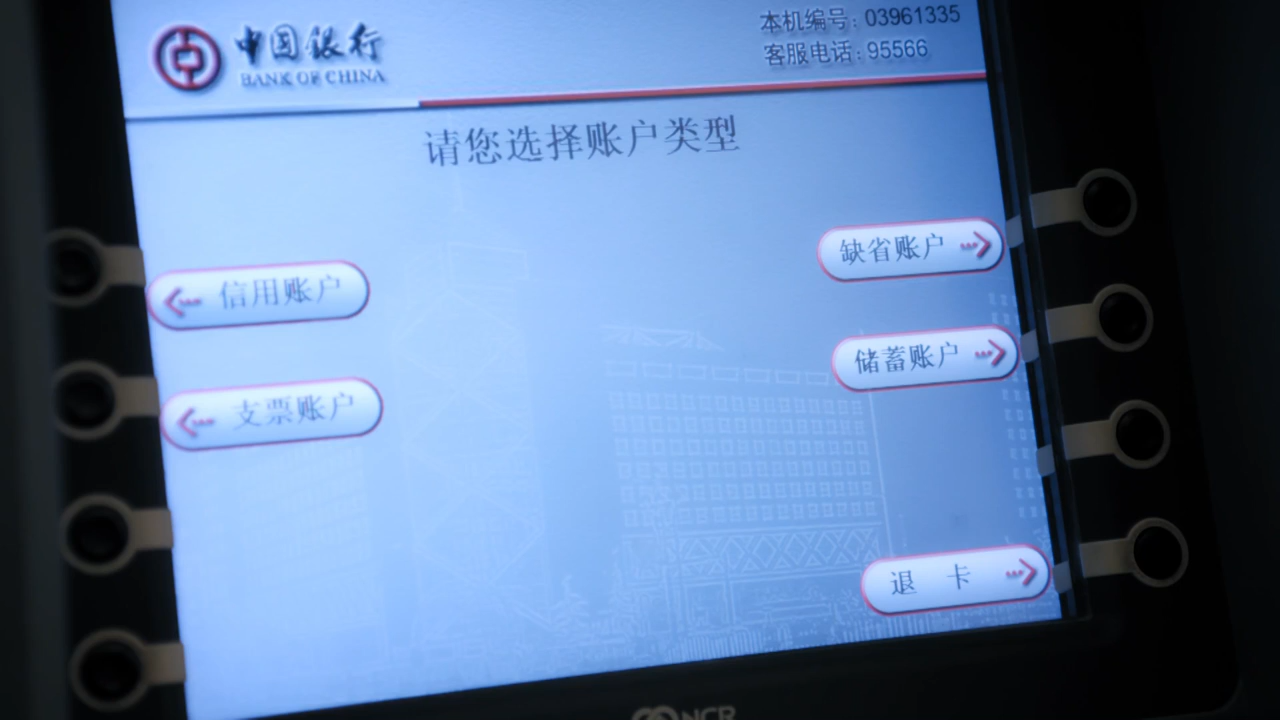 中国银行
BANK OF CHINA
本机编号: 03961335
客服电话: 95566
请您选择账户类型
缺省账户
信用账户
储蓄账户
支票账户
退 卡
NCR